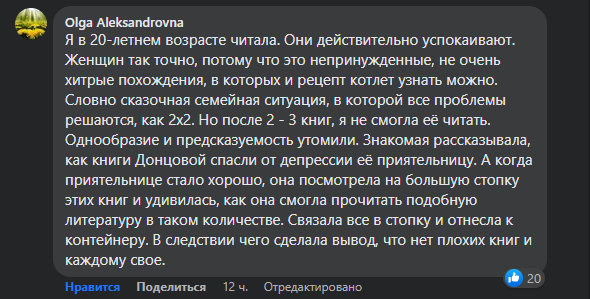 Olga Aleksandrovna
Я в 20-летнем возрасте читала. Они действительно успокаивают.
Женщин так точно, потому что это непринужденные, не очень
хитрые похождения, в которых и рецепт котлет узнать можно.
Словно сказочная семейная ситуация, в которой все проблемы
решаются, как 2х2. Но после 2 - 3 книг, я не смогла её читать.
Однообразие и предсказуемость утомили. Знакомая рассказывала,
как книги Донцовой спасли от депрессии её приятельницу. А когда
приятельнице стало хорошо, она посмотрела на большую стопку
этих книг и удивилась, как она смогла прочитать подобную
литературу в таком количестве. Связала все в стопку и отнесла к
контейнеру. В следствии чего сделала вывод, что нет плохих книг и
каждому свое.
20
Нравится Поделиться 12 ч. Отредактировано